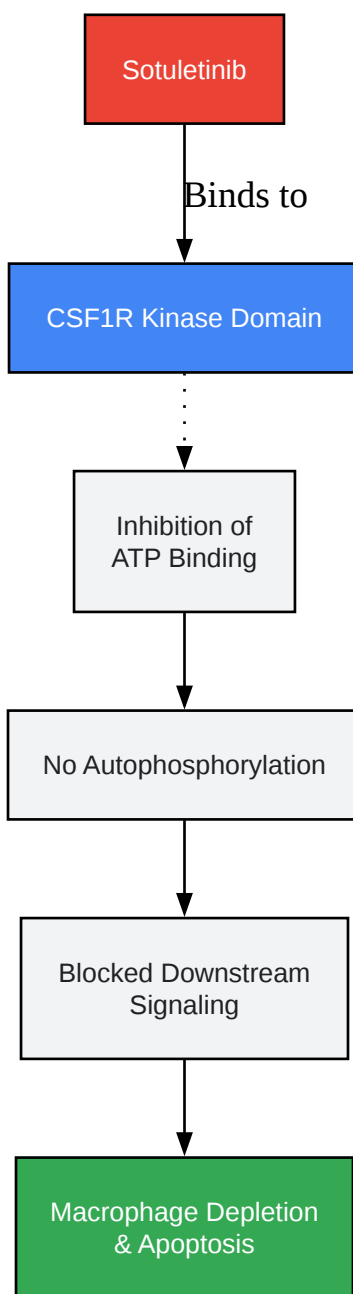 Sotuletinib
Binds to
CSF1R Kinase Domain
Inhibition of
ATP Binding
No Autophosphorylation
Blocked Downstream
Signaling
Macrophage Depletion
& Apoptosis